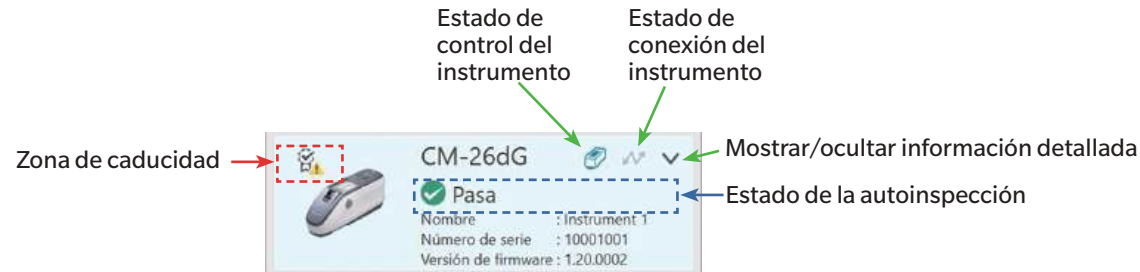 Estado de
control del
instrumento
Estado de
conexión del
instrumento
Zona de caducidad
CM-26dG
Mostrar/ocultar información detallada
Pasa
Estado de la autoinspección
Nombre : Instrument 1
Número de serie : 10001001
Versión de firmware : 1.20.0002